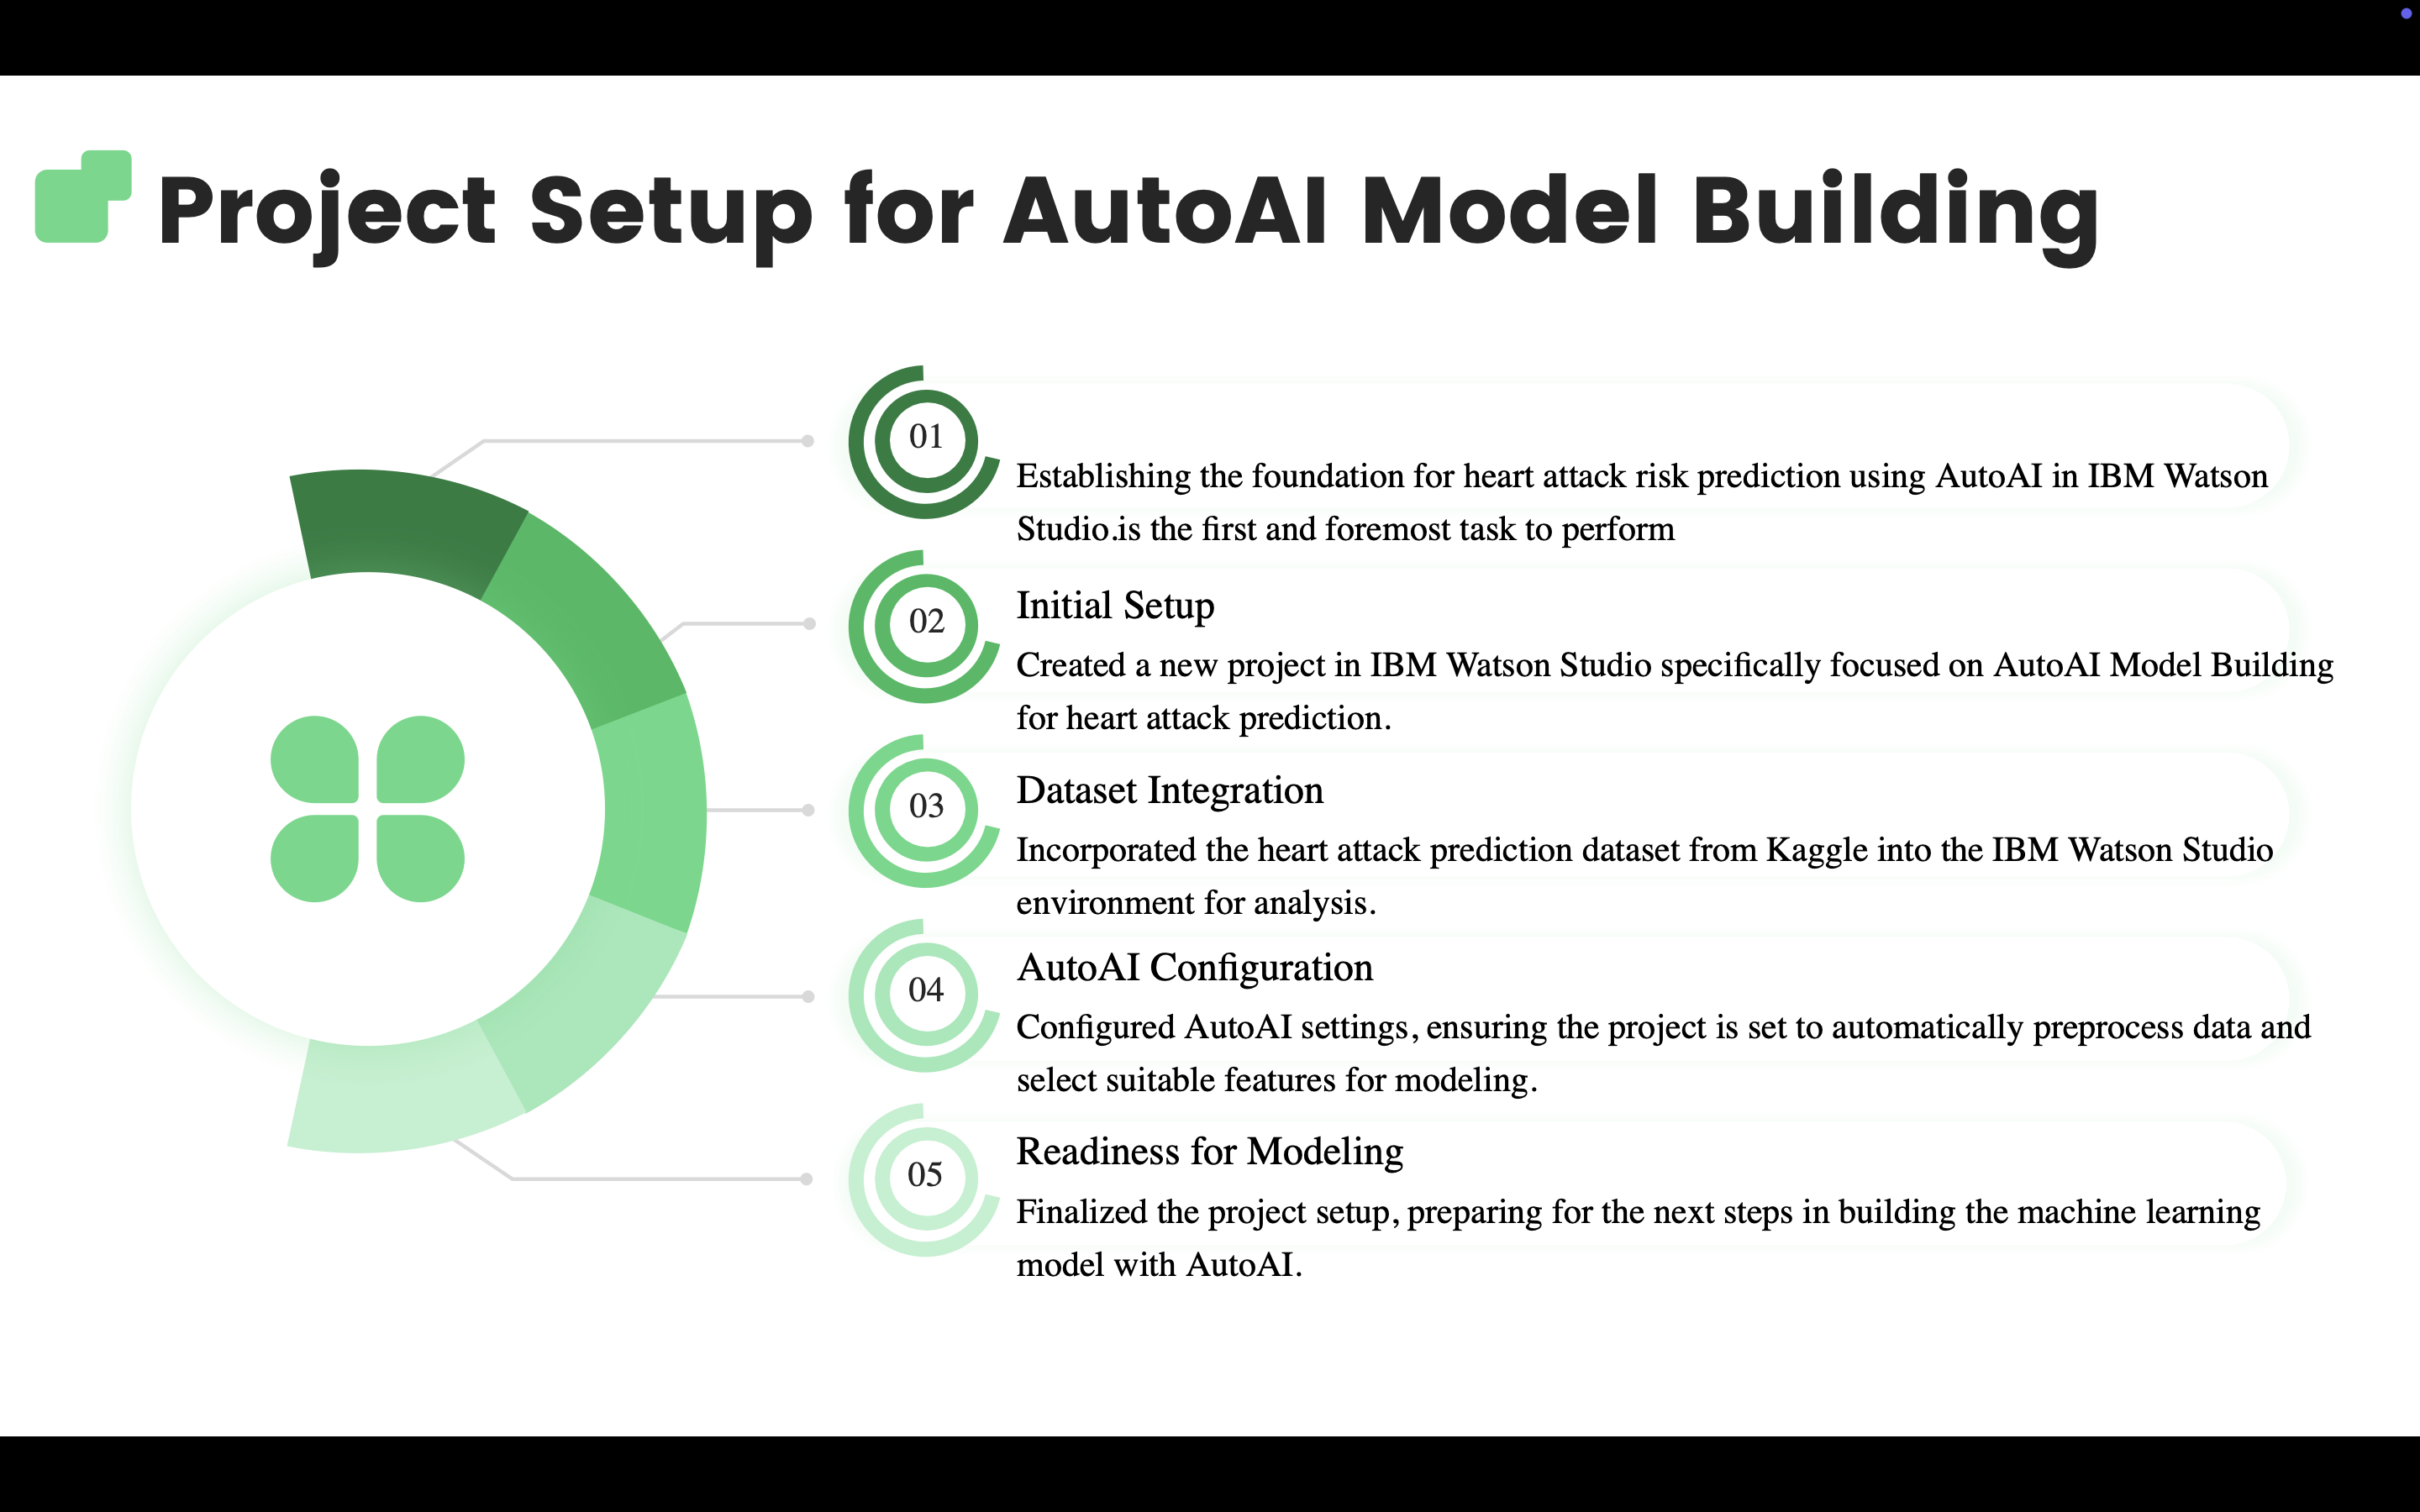 Project Setup for AutoAI Model Building
01
Establishing the foundation for heart attack risk prediction using AutoAI in IBM Watson
Studio.is the first and foremost task to perform
02
Initial Setup
Created a new project in IBM Watson Studio specifically focused on AutoAI Model Building
for heart attack prediction.
03
Dataset Integration
Incorporated the heart attack prediction dataset from Kaggle into the IBM Watson Studio
environment for analysis.
04
AutoAI Configuration
Configured AutoAI settings, ensuring the project is set to automatically preprocess data and
select suitable features for modeling.
05
Readiness for Modeling
Finalized the project setup, preparing for the next steps in building the machine learning
model with AutoAI.